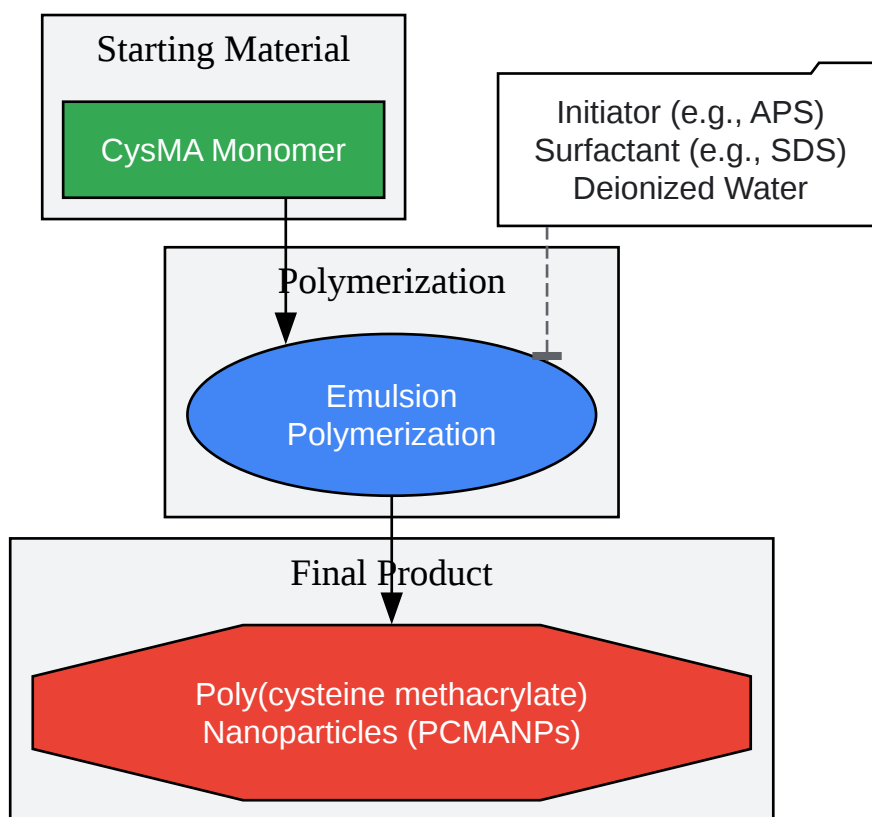 Starting Material
CysMA Monomer
Initiator (e.g., APS)
Surfactant (e.g., SDS)
Deionized Water
Polymerization
Emulsion
Polymerization
Final Product
Poly(cysteine methacrylate)
Nanoparticles (PCMANPs)